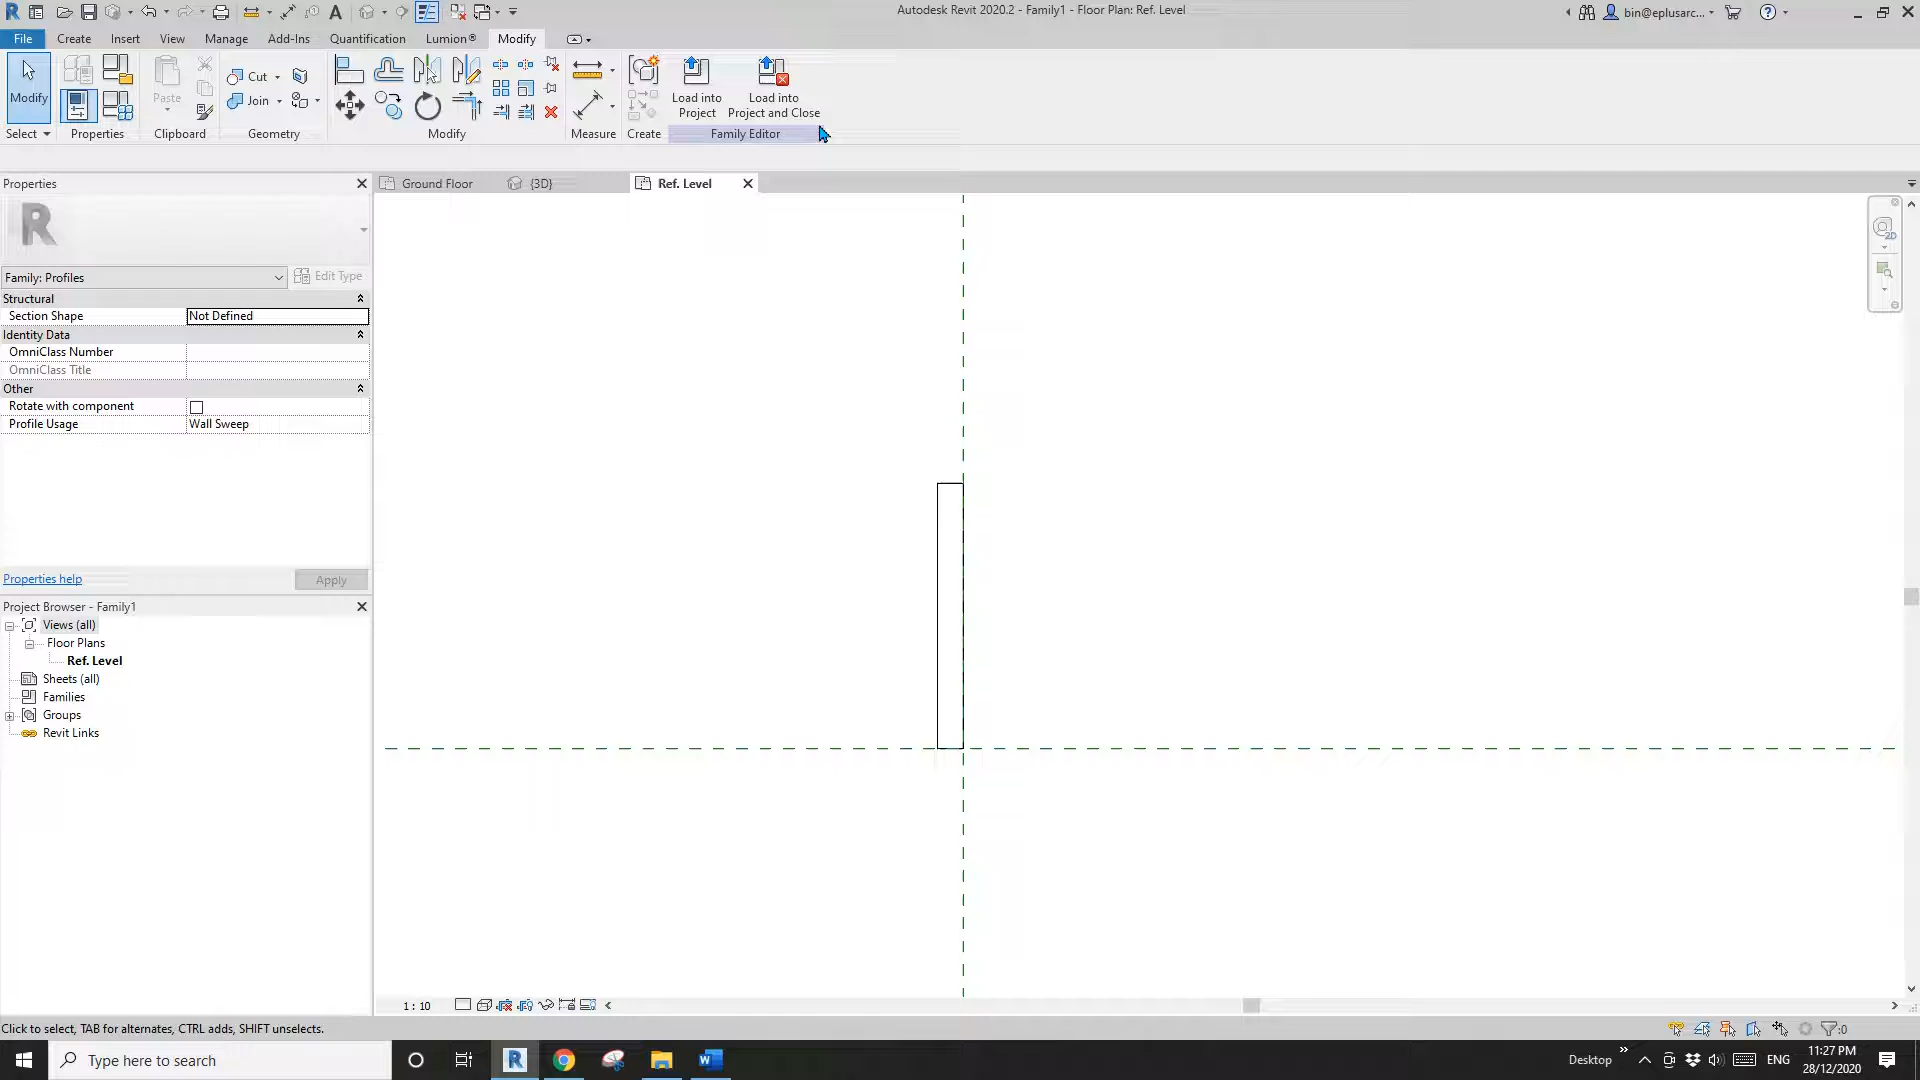 Autodesk Revit 2020.2 - Family1 - Floor Plan: Ref. Level
bin@eplusarc...
File Create Insert View Manage Add-Ins Quantification Lumion® Modify
Modify
Paste
Cut
Join
Load into
Project
Load into
Project and Close
Select Properties Clipboard Geometry Modify Measure Create Family Editor
Properties
Ground Floor {3D} Ref. Level
2D
R
Family: Profiles Edit Type
Structural
Section Shape Not Defined
Identity Data
OmniClass Number
OmniClass Title
Other
Rotate with component
Profile Usage Wall Sweep
Properties help Apply
Project Browser - Family1
Views (all)
Floor Plans
Ref. Level
Sheets (all)
Families
Groups
Revit Links
1 : 10
Click to select, TAB for alternates, CTRL adds, SHIFT unselects.
:0
Type here to search
Desktop
ENG
11:27 PM
28/12/2020